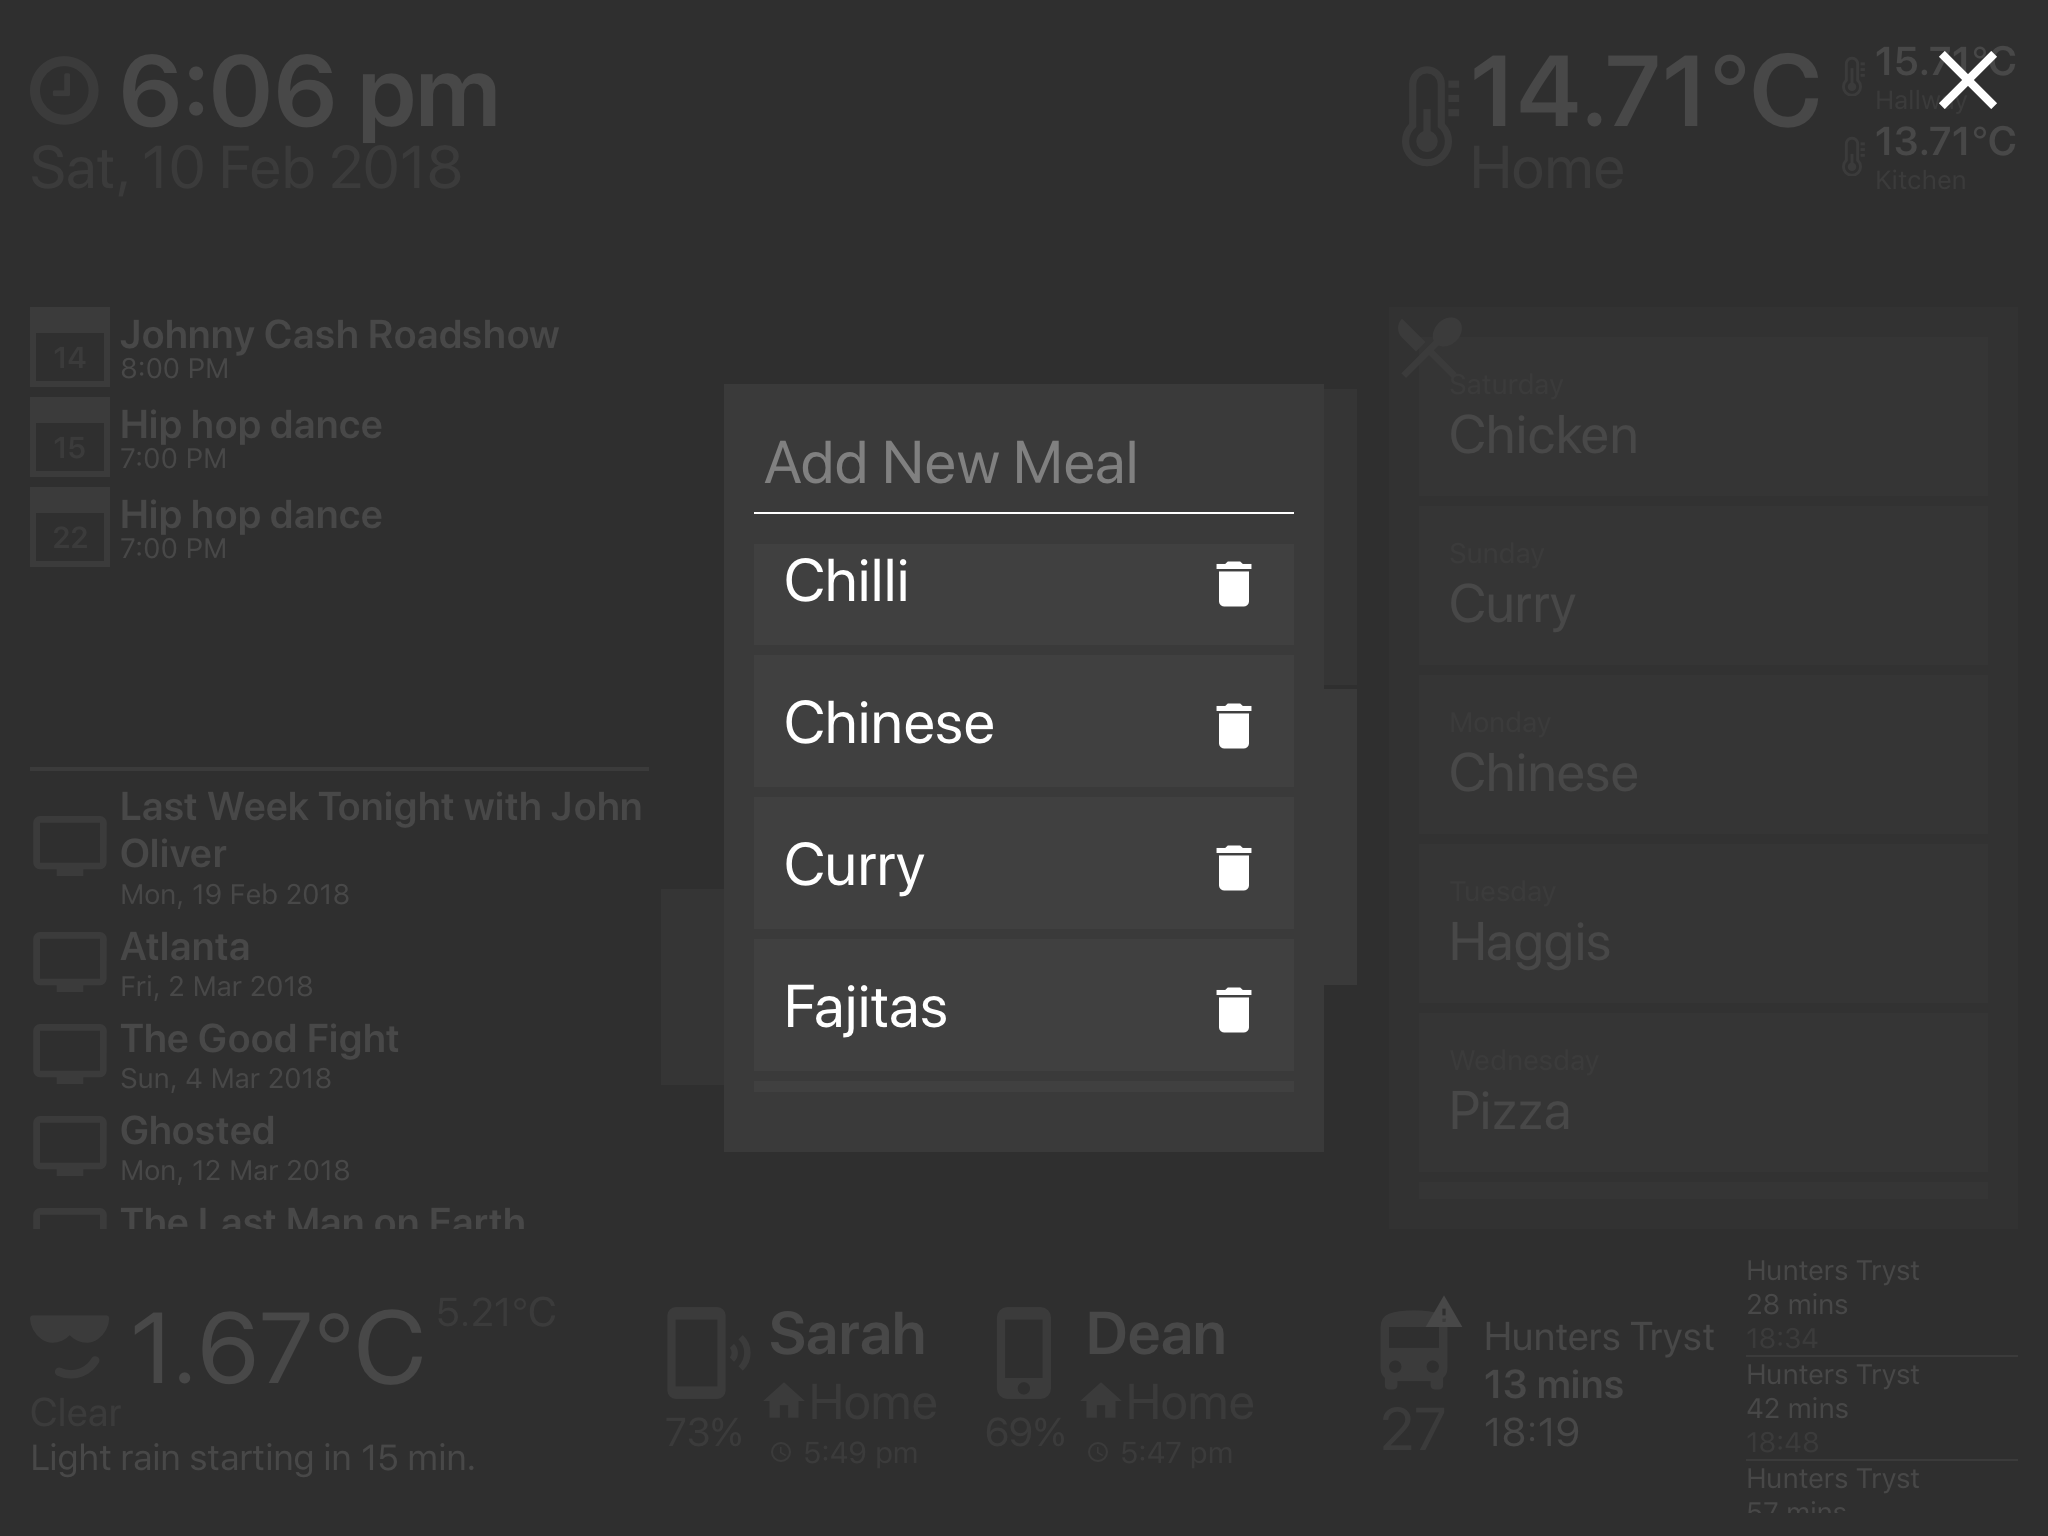 6:06 pm
Sat, 10 Feb 2018
14.71°C
Home
15.71°C
Hallway
13.71°C
Kitchen
14
Johnny Cash Roadshow
8:00 PM
15
Hip hop dance
7:00 PM
22
Hip hop dance
7:00 PM
Last Week Tonight with John
Oliver
Mon, 19 Feb 2018
Atlanta
Fri, 2 Mar 2018
The Good Fight
Sun, 4 Mar 2018
Ghosted
Mon, 12 Mar 2018
The Last Man on Earth
Add New Meal
Chilli
Chinese
Curry
Fajitas
Saturday
Chicken
Sunday
Curry
Monday
Chinese
Tuesday
Haggis
Wednesday
Pizza
1.67°C
5.21°C
Clear
Light rain starting in 15 min.
73%
Sarah
Home
5:49 pm
69%
Dean
Home
5:47 pm
27
Hunters Tryst
13 mins
18:19
Hunters Tryst
28 mins
18:34
Hunters Tryst
42 mins
18:48
Hunters Tryst
57 mins